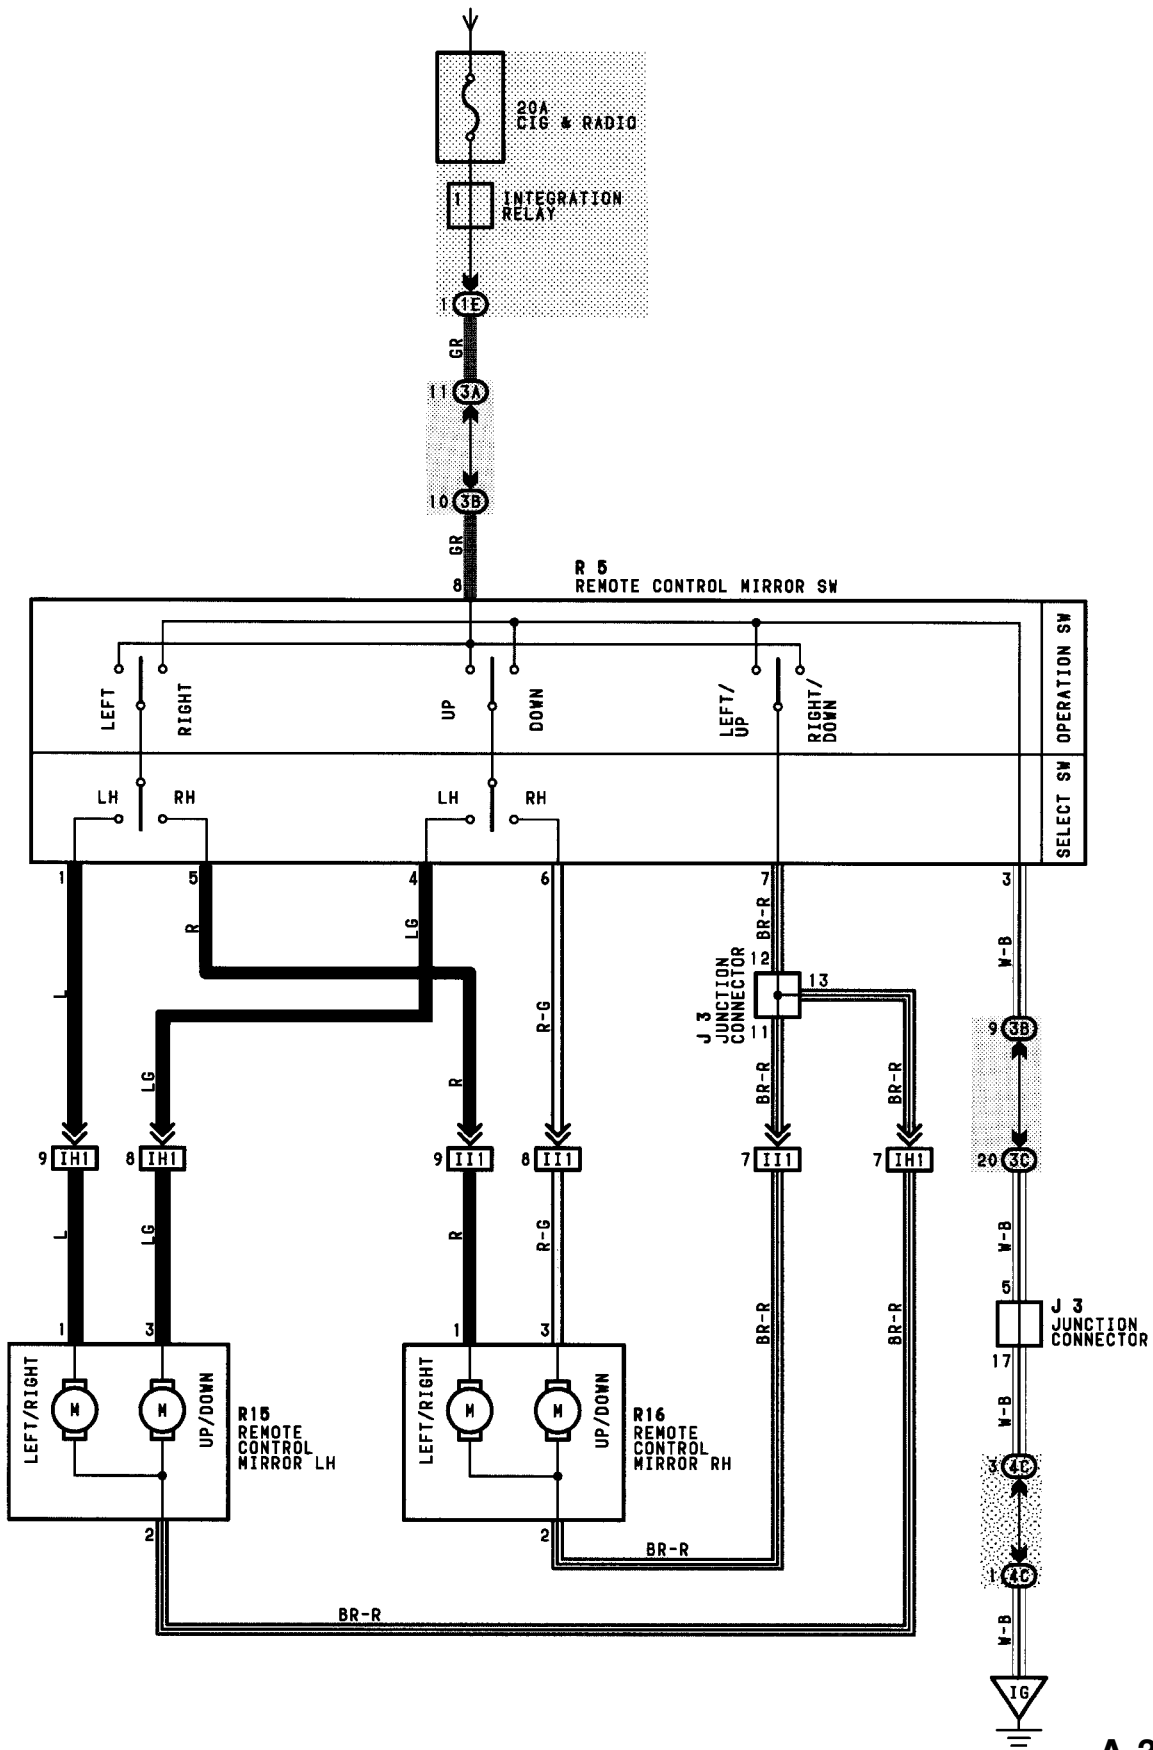 20A
CIG & RADIO
1
INTEGRATION
RELAY
1 1E
GR
11 3A
10 3B
GR
8
R 5
REMOTE CONTROL MIRROR SW
LEFT
RIGHT
UP
DOWN
LEFT/
UP
RIGHT/
DOWN
OPERATION SW
LH
RH
LH
RH
SELECT SW
1
5
4
6
7
3
L
R
LG
R-G
BR-R
W-B
12
13
J 3
JUNCTION
CONNECTOR
11
LG
R
BR-R
BR-R
9 3B
9 IH1
8 IH1
9 II1
8 II1
7 II1
7 IH1
20 3C
L
LG
R
R-G
BR-R
BR-R
W-B
5
J 3
JUNCTION
CONNECTOR
17
1
3
1
3
LEFT/RIGHT
M
M
UP/DOWN
R15
REMOTE
CONTROL
MIRROR LH
LEFT/RIGHT
M
M
UP/DOWN
R16
REMOTE
CONTROL
MIRROR RH
W-B
3 4C
2
2
BR-R
1 4C
BR-R
W-B
IG